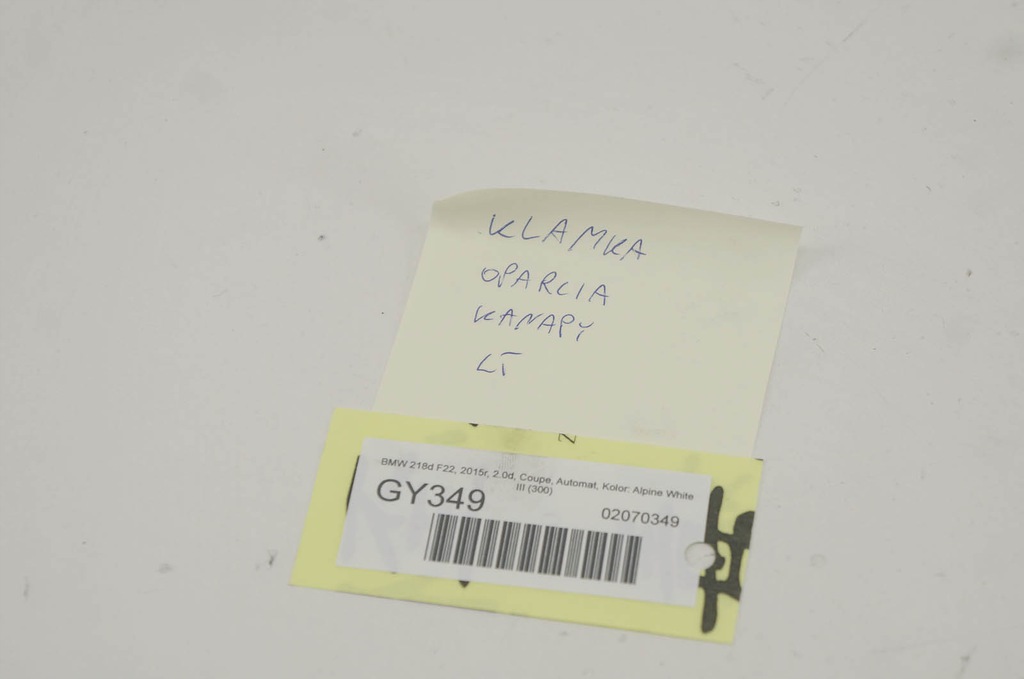 KLAMKA
OPARCIA
KANAPY
LT
BMW 218d F22, 2015r, 2.0d, Coupe, Automat, Kolor: Alpine White
III (300)
GY349
02070349